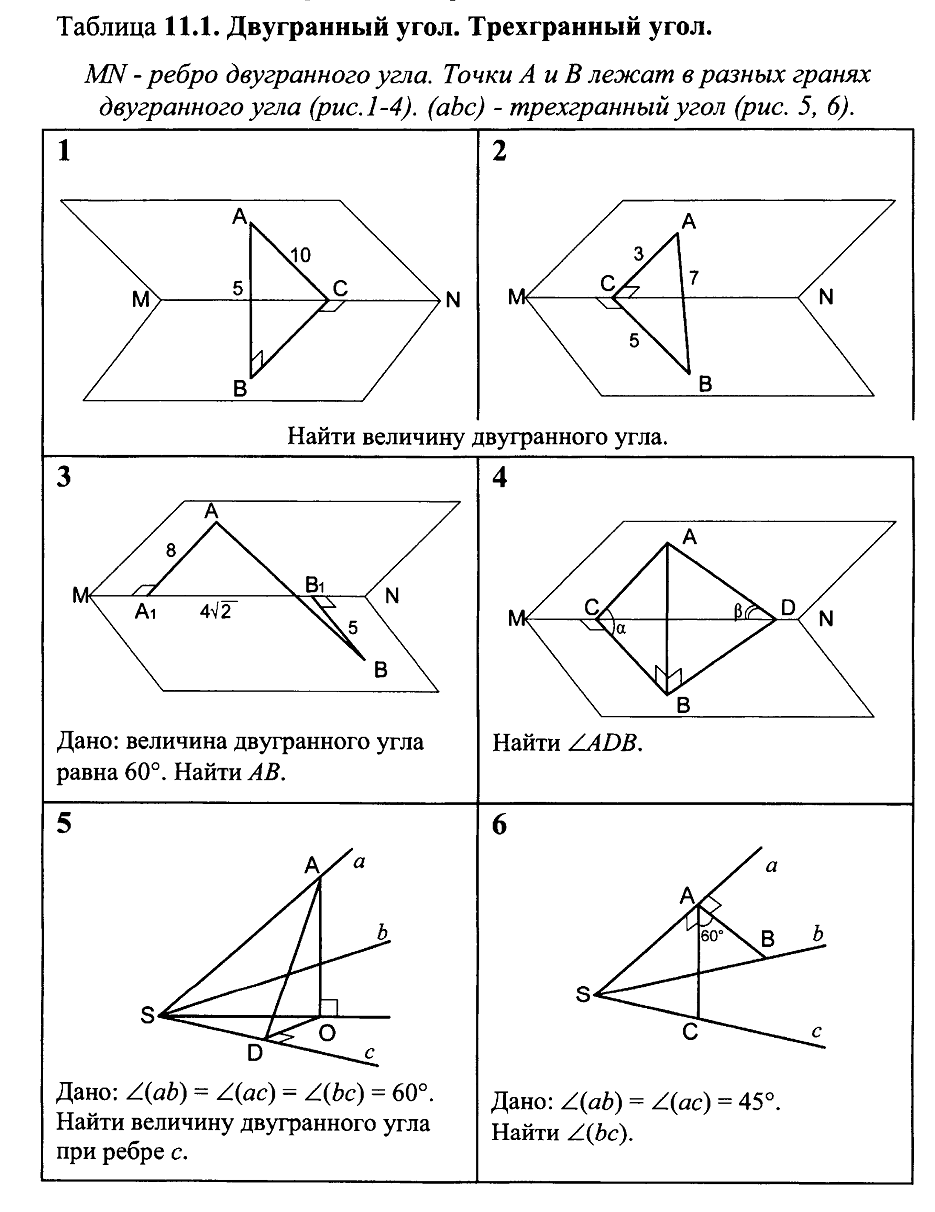 Таблица 11.1. Двугранный угол. Трехгранный угол.
MN - ребро двугранного угла. Точки A и B лежат в разных гранях
двугранного угла (рис.1-4). (abc) - трехгранный угол (рис. 5, 6).
1
A
10
5
C
M
N
B
2
A
3
7
C
M
N
5
B
Найти величину двугранного угла.
3
A
8
B₁
M
N
A₁
4√2
5
B
Дано: величина двугранного угла
равна 60°. Найти AB.
4
A
C
β
D
M
N
α
B
Найти ∠ADB.
5
A
a
b
S
O
D
c
Дано: ∠(ab) = ∠(ac) = ∠(bc) = 60°.
Найти величину двугранного угла
при ребре c.
6
a
A
60°
B
b
S
C
c
Дано: ∠(ab) = ∠(ac) = 45°.
Найти ∠(bc).